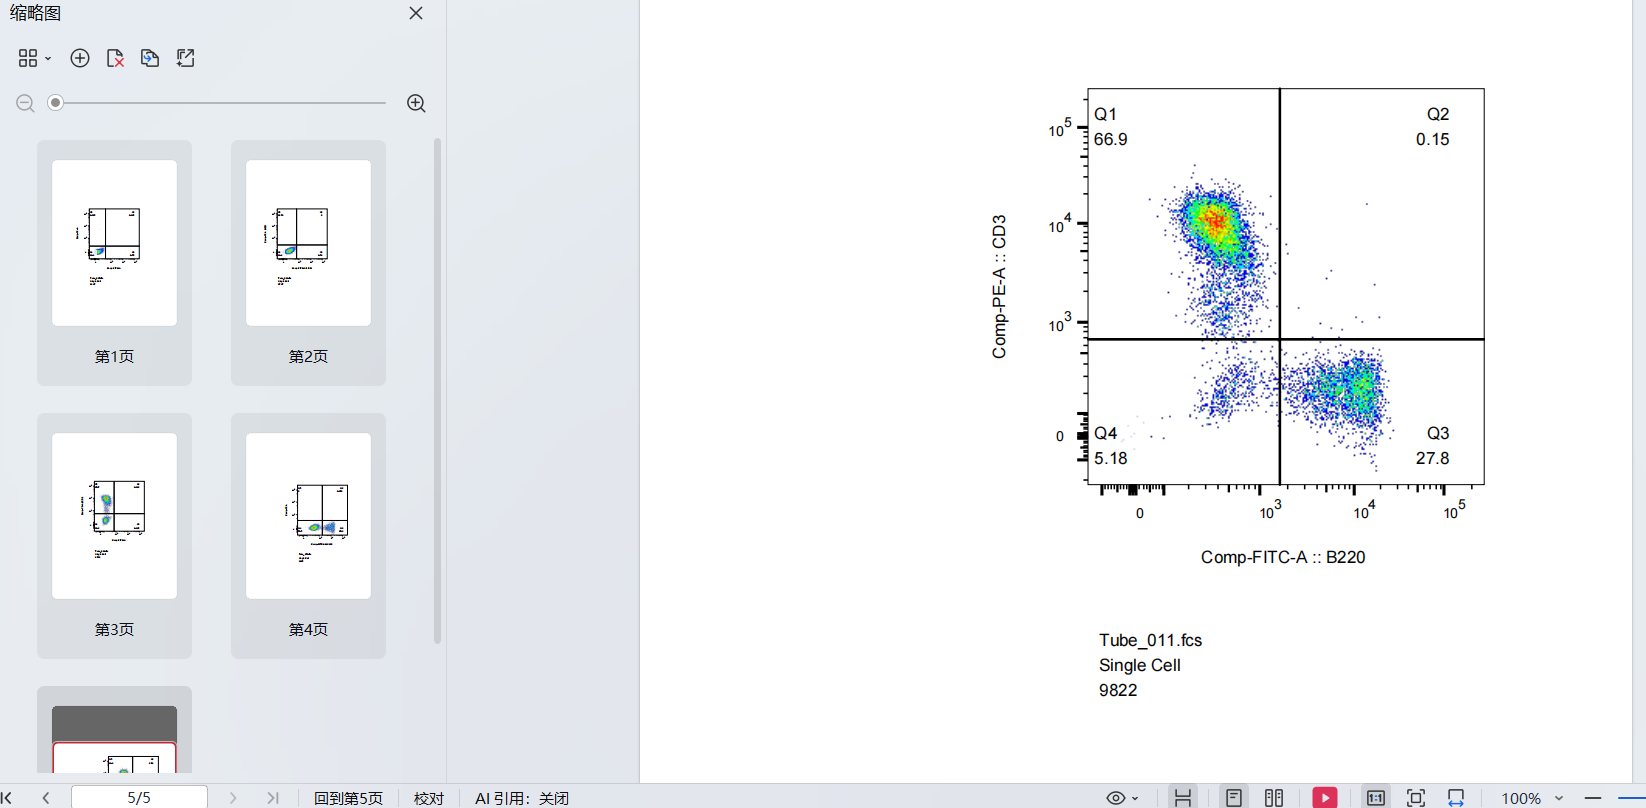 缩略图
第1页
第2页
第3页
第4页
Q1
66.9
Q2
0.15
Q4
5.18
Q3
27.8
10^5
10^4
10^3
0
Comp-PE-A :: CD3
0
10^3
10^4
10^5
Comp-FITC-A :: B220
Tube_011.fcs
Single Cell
9822
5/5
回到第5页
校对
AI 引用：关闭
1:1
100%